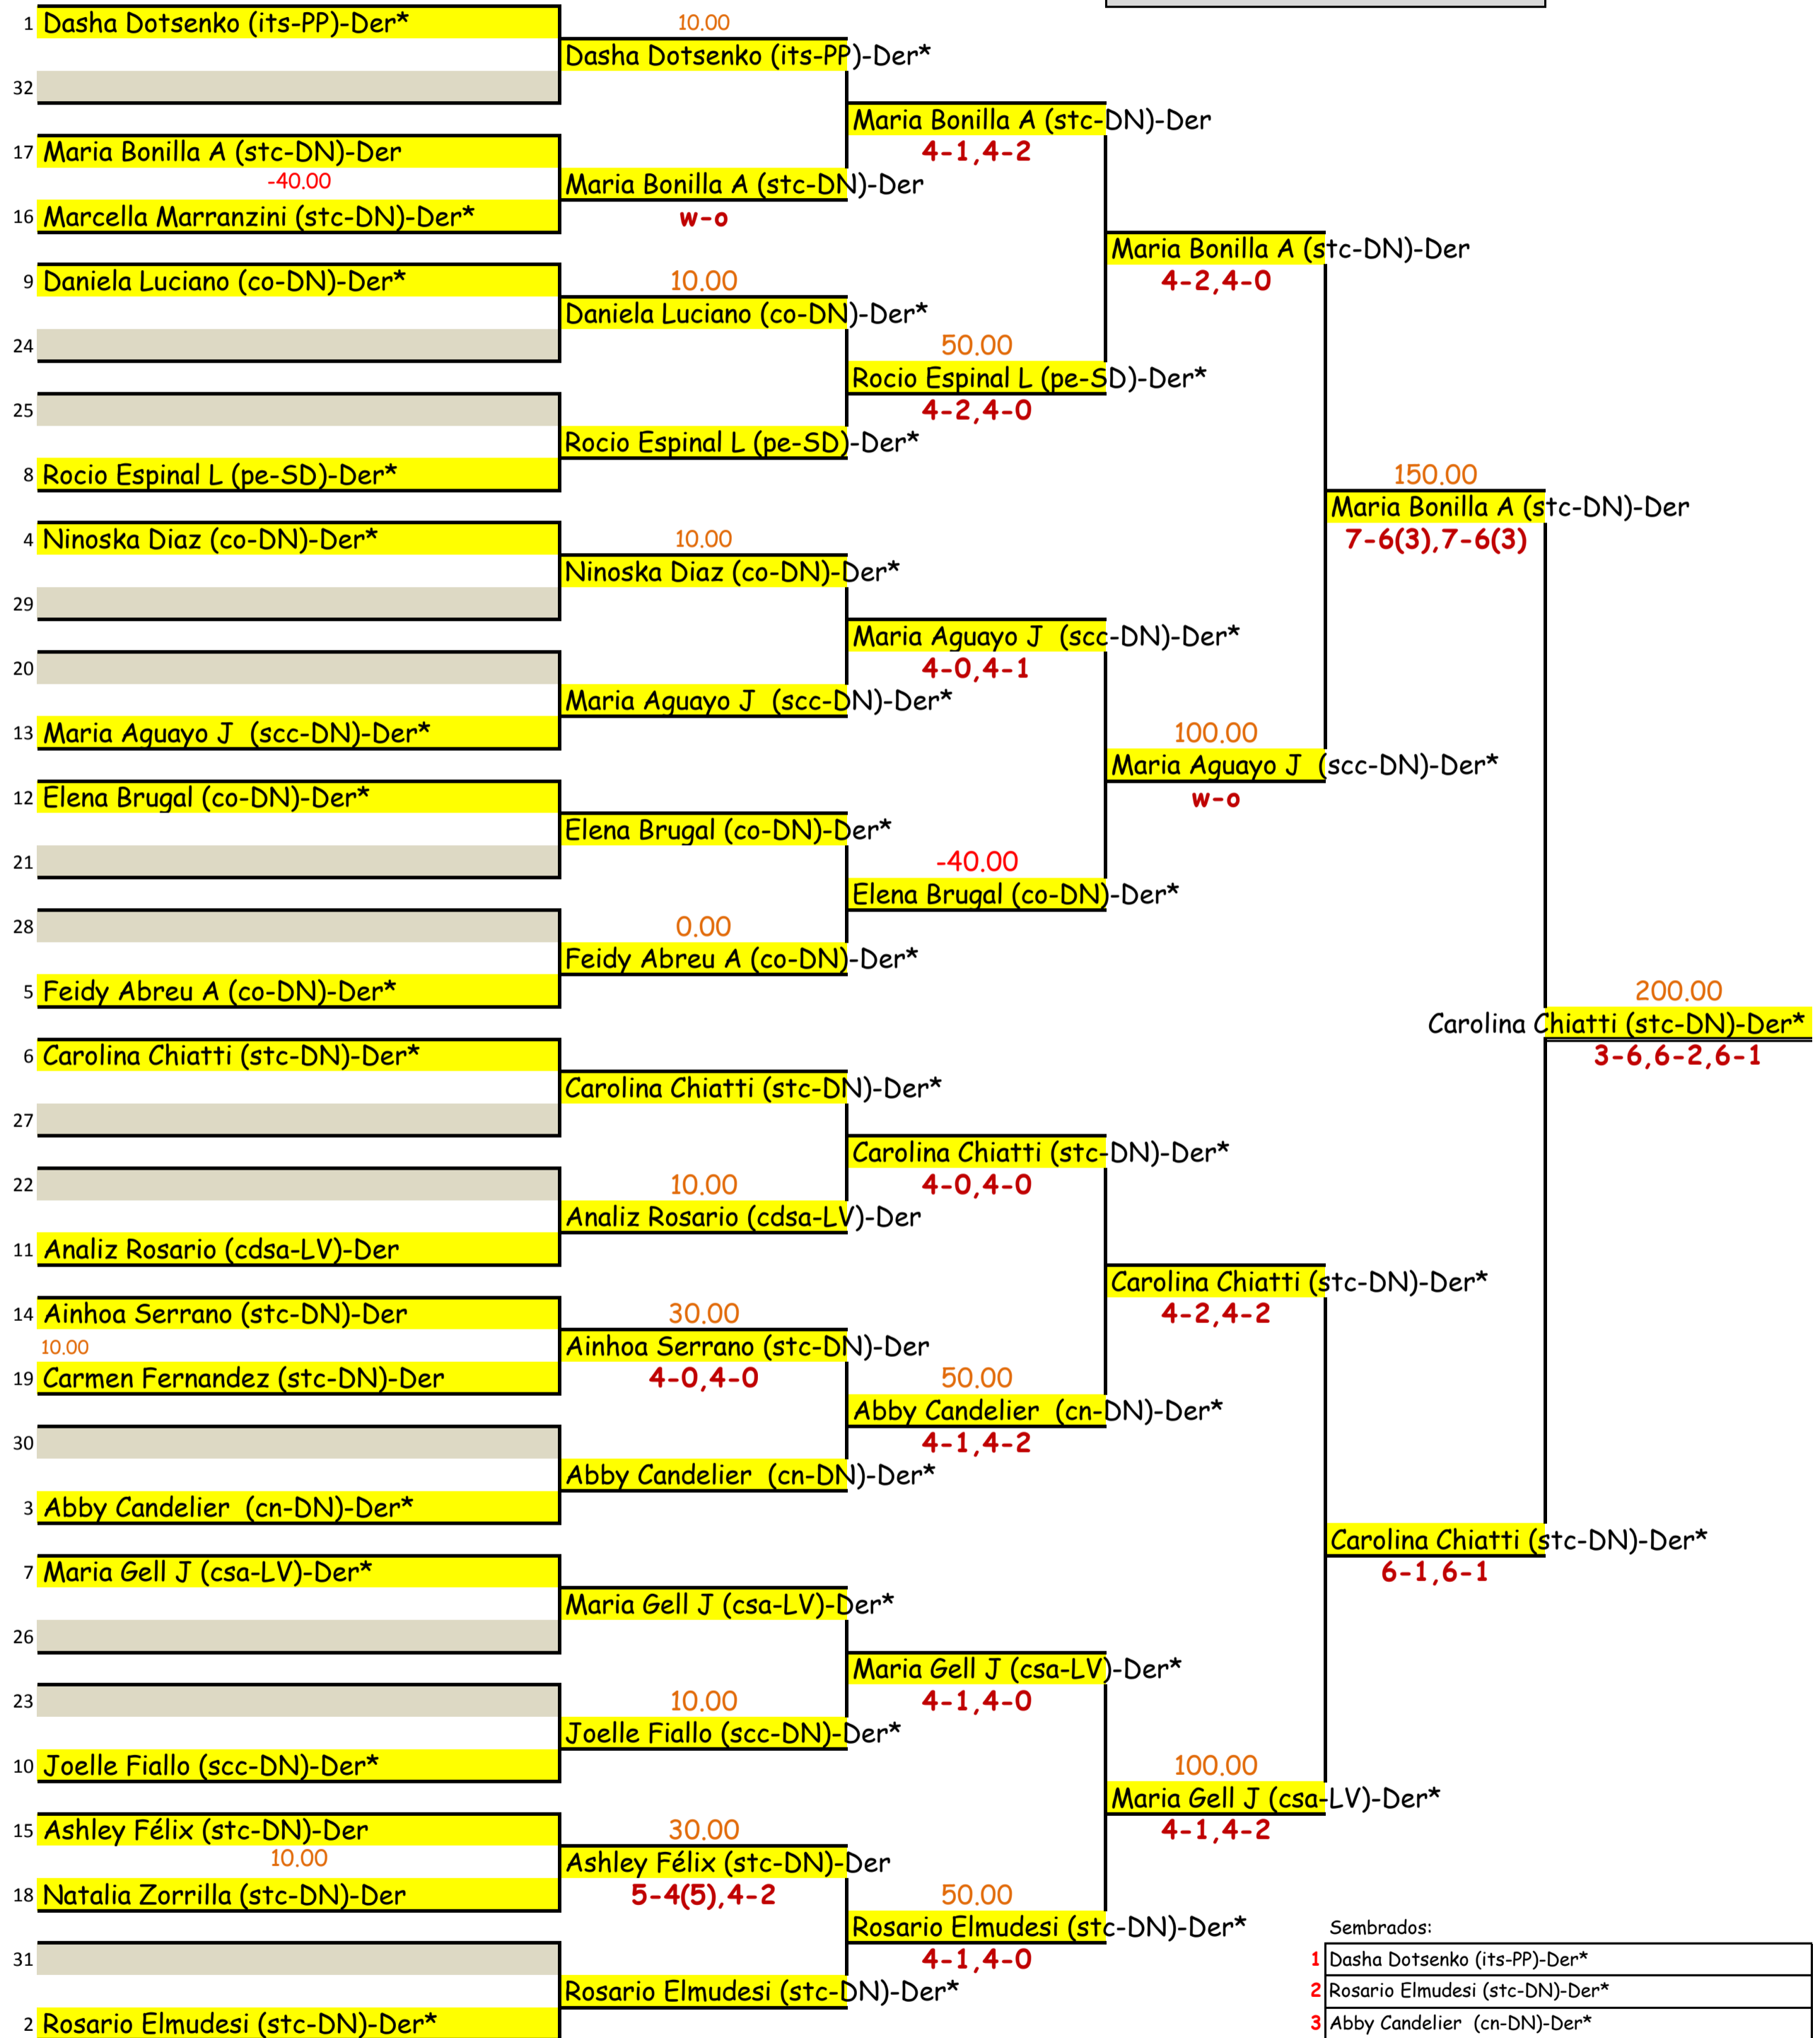 1 Dasha Dotsenko (its-PP)-Der*
10.00
Dasha Dotsenko (its-PP)-Der*
32
Maria Bonilla A (stc-DN)-Der
17 Maria Bonilla A (stc-DN)-Der
4-1,4-2
-40.00
Maria Bonilla A (stc-DN)-Der
16 Marcella Marranzini (stc-DN)-Der*
w-o
Maria Bonilla A (stc-DN)-Der
4-2,4-0
9 Daniela Luciano (co-DN)-Der*
10.00
Daniela Luciano (co-DN)-Der*
24
50.00
Rocio Espinal L (pe-SD)-Der*
4-2,4-0
25
Rocio Espinal L (pe-SD)-Der*
8 Rocio Espinal L (pe-SD)-Der*
150.00
Maria Bonilla A (stc-DN)-Der
7-6(3),7-6(3)
4 Ninoska Diaz (co-DN)-Der*
10.00
Ninoska Diaz (co-DN)-Der*
29
Maria Aguayo J (scc-DN)-Der*
4-0,4-1
20
Maria Aguayo J (scc-DN)-Der*
13 Maria Aguayo J (scc-DN)-Der*
100.00
Maria Aguayo J (scc-DN)-Der*
w-o
12 Elena Brugal (co-DN)-Der*
Elena Brugal (co-DN)-Der*
21
-40.00
Elena Brugal (co-DN)-Der*
28
0.00
Feidy Abreu A (co-DN)-Der*
5 Feidy Abreu A (co-DN)-Der*
200.00
Carolina Chiatti (stc-DN)-Der*
3-6,6-2,6-1
6 Carolina Chiatti (stc-DN)-Der*
Carolina Chiatti (stc-DN)-Der*
27
Carolina Chiatti (stc-DN)-Der*
4-0,4-0
22
10.00
Analiz Rosario (cdsa-LV)-Der
11 Analiz Rosario (cdsa-LV)-Der
Carolina Chiatti (stc-DN)-Der*
4-2,4-2
14 Ainhoa Serrano (stc-DN)-Der
30.00
10.00
Ainhoa Serrano (stc-DN)-Der
19 Carmen Fernandez (stc-DN)-Der
4-0,4-0
50.00
Abby Candelier (cn-DN)-Der*
4-1,4-2
30
Abby Candelier (cn-DN)-Der*
3 Abby Candelier (cn-DN)-Der*
Carolina Chiatti (stc-DN)-Der*
6-1,6-1
7 Maria Gell J (csa-LV)-Der*
Maria Gell J (csa-LV)-Der*
26
Maria Gell J (csa-LV)-Der*
4-1,4-0
23
10.00
Joelle Fiallo (scc-DN)-Der*
10 Joelle Fiallo (scc-DN)-Der*
100.00
Maria Gell J (csa-LV)-Der*
4-1,4-2
15 Ashley Félix (stc-DN)-Der
30.00
10.00
Ashley Félix (stc-DN)-Der
18 Natalia Zorrilla (stc-DN)-Der
5-4(5),4-2
50.00
Rosario Elmudesi (stc-DN)-Der*
4-1,4-0
31
Rosario Elmudesi (stc-DN)-Der*
2 Rosario Elmudesi (stc-DN)-Der*
Sembrados:
1 Dasha Dotsenko (its-PP)-Der*
2 Rosario Elmudesi (stc-DN)-Der*
3 Abby Candelier (cn-DN)-Der*